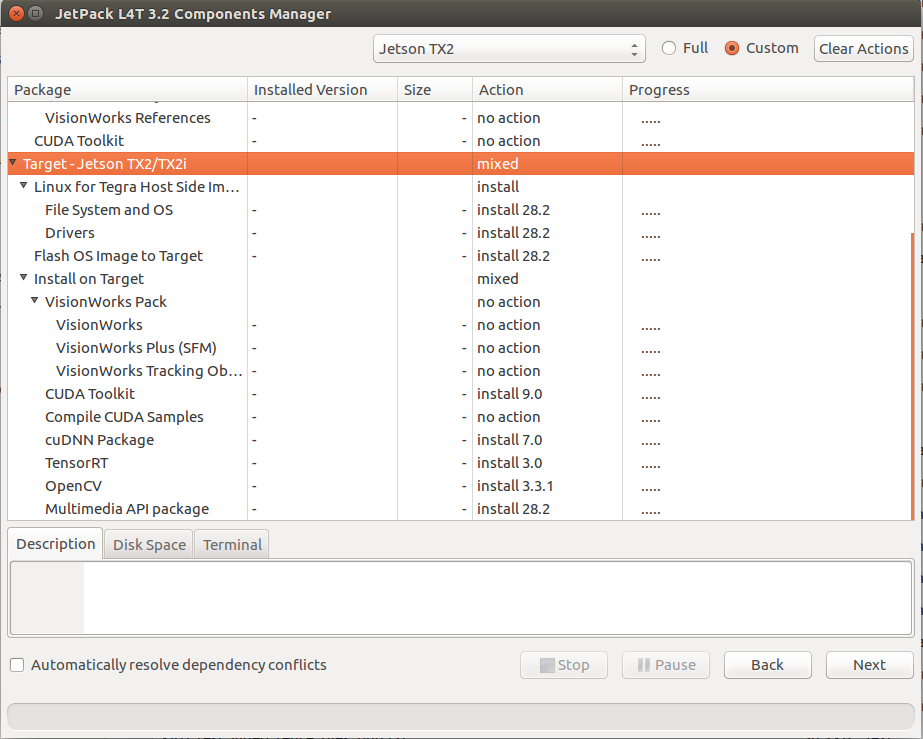 JetPack L4T 3.2 Components Manager
Jetson TX2 Full Custom Clear Actions
Package Installed Version Size Action Progress
VisionWorks References - - no action .....
CUDA Toolkit - - no action .....
Target - Jetson TX2/TX2i mixed
Linux for Tegra Host Side Im... install
File System and OS - - install 28.2 .....
Drivers - - install 28.2 .....
Flash OS Image to Target - - install 28.2 .....
Install on Target mixed
VisionWorks Pack no action
VisionWorks - - no action .....
VisionWorks Plus (SFM) - - no action .....
VisionWorks Tracking Ob... - - no action .....
CUDA Toolkit - - install 9.0 .....
Compile CUDA Samples - - no action .....
cuDNN Package - - install 7.0 .....
TensorRT - - install 3.0 .....
OpenCV - - install 3.3.1 .....
Multimedia API package - - install 28.2 .....
Description Disk Space Terminal
Automatically resolve dependency conflicts Stop Pause Back Next